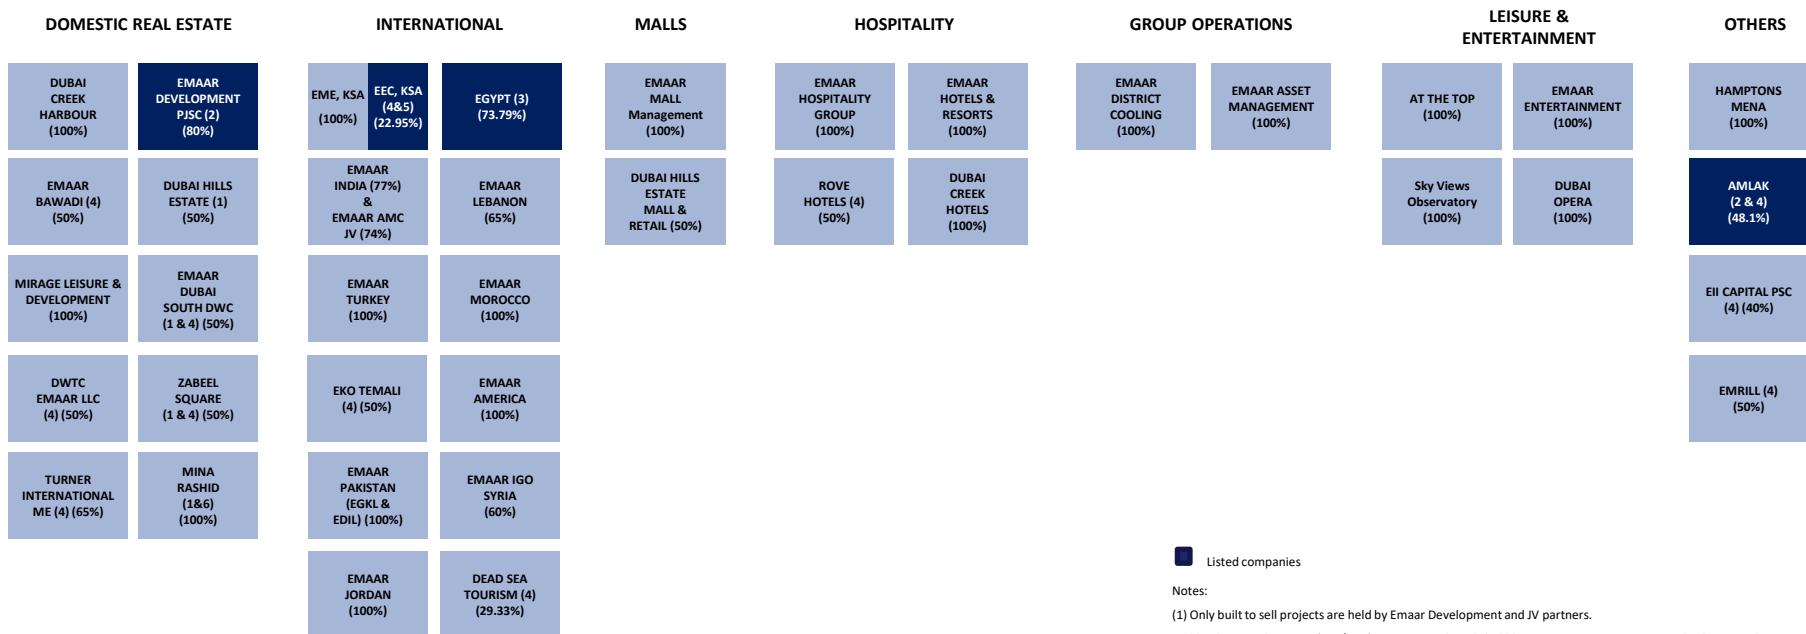 DOMESTIC REAL ESTATE
INTERNATIONAL
MALLS
HOSPITALITY
GROUP OPERATIONS
LEISURE &
ENTERTAINMENT
OTHERS
DUBAI
CREEK
HARBOUR
(100%)
EMAAR
DEVELOPMENT
PJSC (2)
(80%)
EME, KSA
(100%)
EEC, KSA
(4&5)
(22.95%)
EGYPT (3)
(73.79%)
EMAAR
MALL
Management
(100%)
EMAAR
HOSPITALITY
GROUP
(100%)
EMAAR
HOTELS &
RESORTS
(100%)
EMAAR
DISTRICT
COOLING
(100%)
EMAAR ASSET
MANAGEMENT
(100%)
AT THE TOP
(100%)
EMAAR
ENTERTAINMENT
(100%)
HAMPTONS
MENA
(100%)
EMAAR
BAWADI (4)
(50%)
DUBAI HILLS
ESTATE (1)
(50%)
EMAAR
INDIA (77%)
&
EMAAR AMC
JV (74%)
EMAAR
LEBANON
(65%)
DUBAI HILLS
ESTATE
MALL &
RETAIL (50%)
ROVE
HOTELS (4)
(50%)
DUBAI
CREEK
HOTELS
(100%)
Sky Views
Observatory
(100%)
DUBAI
OPERA
(100%)
AMLAK
(2 & 4)
(48.1%)
MIRAGE LEISURE &
DEVELOPMENT
(100%)
EMAAR
DUBAI
SOUTH DWC
(1 & 4) (50%)
EMAAR
TURKEY
(100%)
EMAAR
MOROCCO
(100%)
EII CAPITAL PSC
(4) (40%)
DWTC
EMAAR LLC
(4) (50%)
ZABEEL
SQUARE
(1 & 4) (50%)
EKO TEMALI
(4) (50%)
EMAAR
AMERICA
(100%)
EMRILL (4)
(50%)
TURNER
INTERNATIONAL
ME (4) (65%)
MINA
RASHID
(1&6)
(100%)
EMAAR
PAKISTAN
(EGKL &
EDIL) (100%)
EMAAR IGO
SYRIA
(60%)
EMAAR
JORDAN
(100%)
DEAD SEA
TOURISM (4)
(29.33%)
Listed companies
Notes:
(1) Only built to sell projects are held by Emaar Development and JV partners.